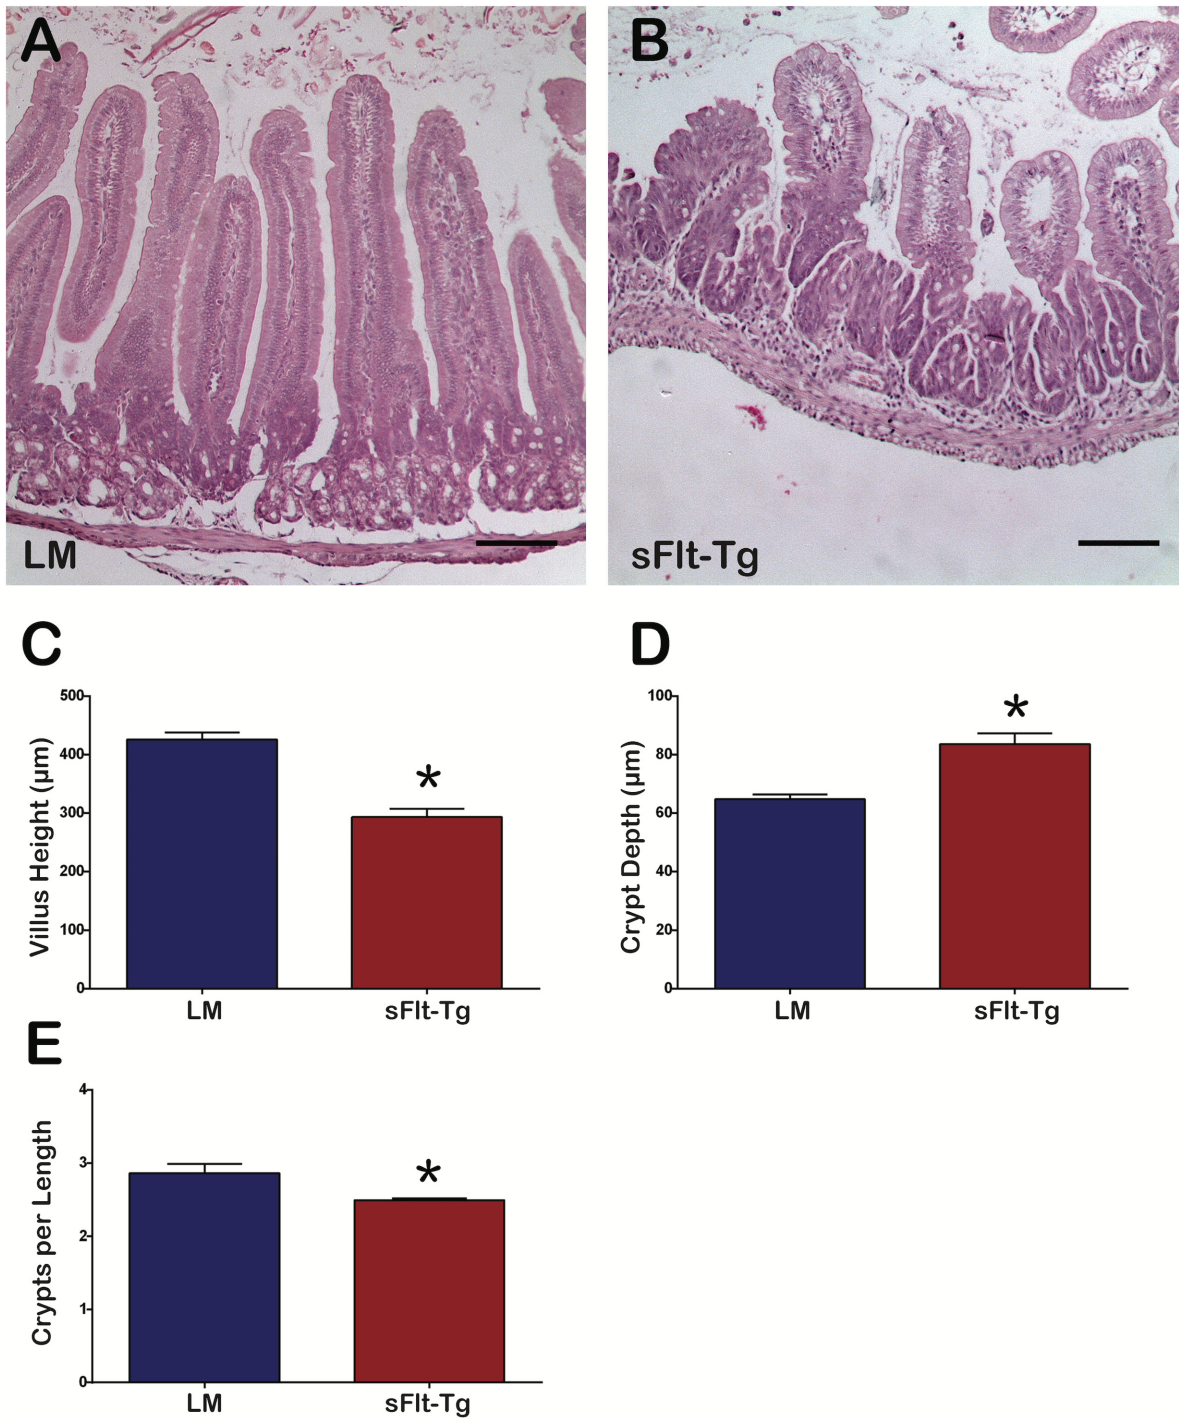 A
B
LM
sFlt-Tg
C
D
500
400
300
200
100
0
Villus Height (µm)
LM
sFlt-Tg
*
100
80
60
40
20
0
Crypt Depth (µm)
LM
sFlt-Tg
*
E
4
3
2
1
0
Crypts per Length
LM
sFlt-Tg
*